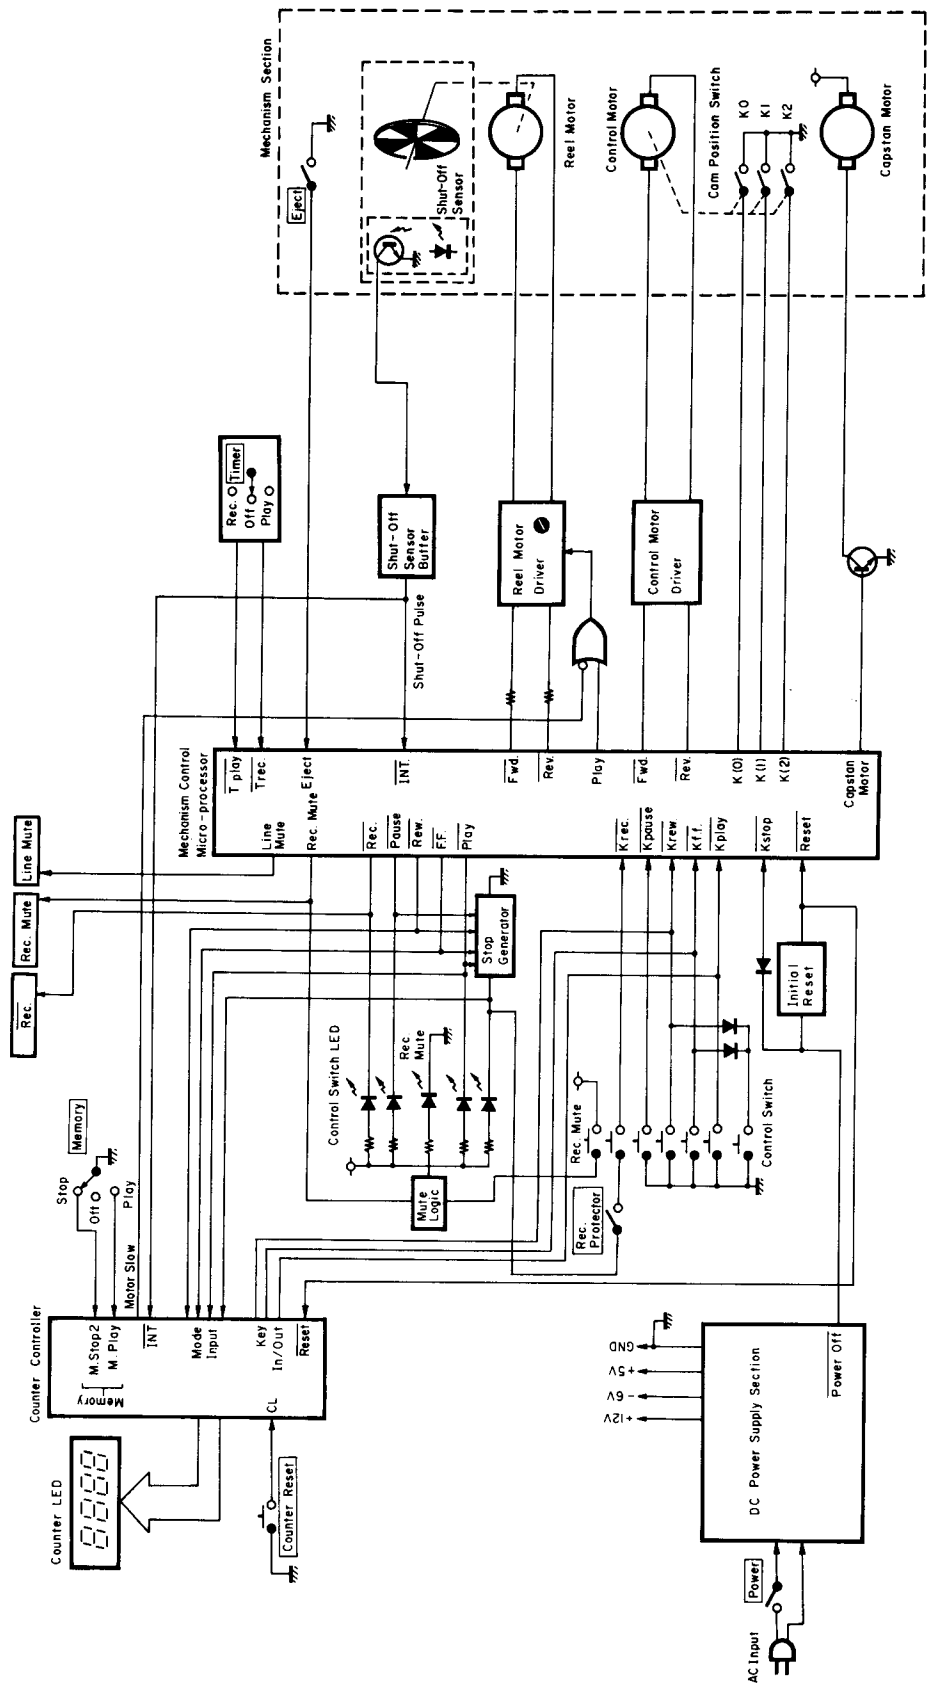 Mechanism Section
Eject
Shut-Off
Sensor
Reel Motor
Control Motor
Cam Position Switch
K0
K1
K2
Capstan Motor
Rec.
Off
Play
Timer
Shut-Off
Sensor
Buffer
Shut-Off Pulse
Reel Motor
Driver
Control Motor
Driver
Mechanism Control
Micro-processor
T play
Trec.
Eject
INT.
Fwd.
Rev.
Play
Fwd.
Rev.
K(0)
K(1)
K(2)
Capstan
Motor
Line
Mute
Rec. Mute
Rec.
Pause
Rew.
F.F.
Play
Krec.
Kpause
Krew
Kf f.
Kplay
Kstop
Reset
Line Mute
Rec. Mute
Rec.
Stop
Generator
Initial
Reset
Control Switch LED
Rec.
Mute
Mute
Logic
Rec. Mute
Rec.
Protector
Control Switch
Memory
Stop
Off
Play
Motor Slow
Counter Controller
M.Stop2
M.Play
Memory
INT
Mode
Input
Key
In/Out
Reset
CL
Counter LED
8888
Counter Reset
GND
+5V
-6V
+12V
DC Power Supply Section
Power Off
Power
AC Input